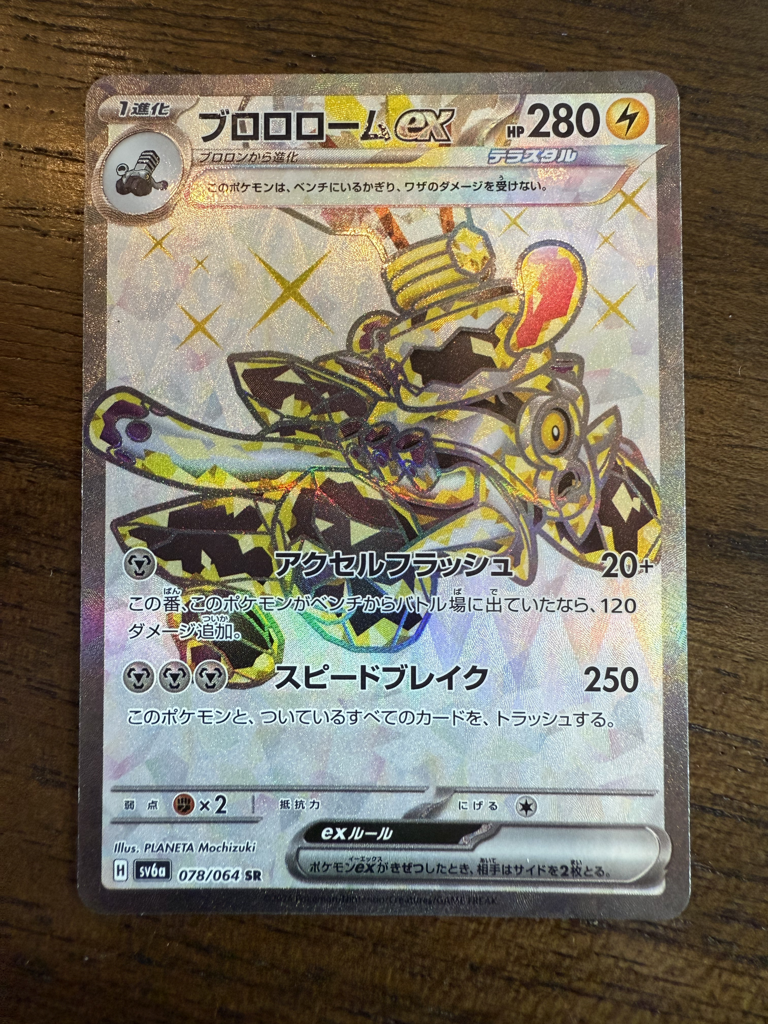 1進化
ブロロロームex
HP280
ブロロンから進化
テラスタル
このポケモンは、ベンチにいるかぎり、ワザのダメージを受けない。
アクセルフラッシュ 20+
この番、このポケモンがベンチからバトル場に出ていたなら、120
ダメージ追加。
スピードブレイク 250
このポケモンと、ついているすべてのカードを、トラッシュする。
弱点 ×2 抵抗力 にげる
Illus. PLANETA Mochizuki
exルール
ポケモンexがきぜつしたとき、相手はサイドを2枚とる。
H sv6a 078/064 SR
©2024 Pokémon/Nintendo/Creatures/GAME FREAK.